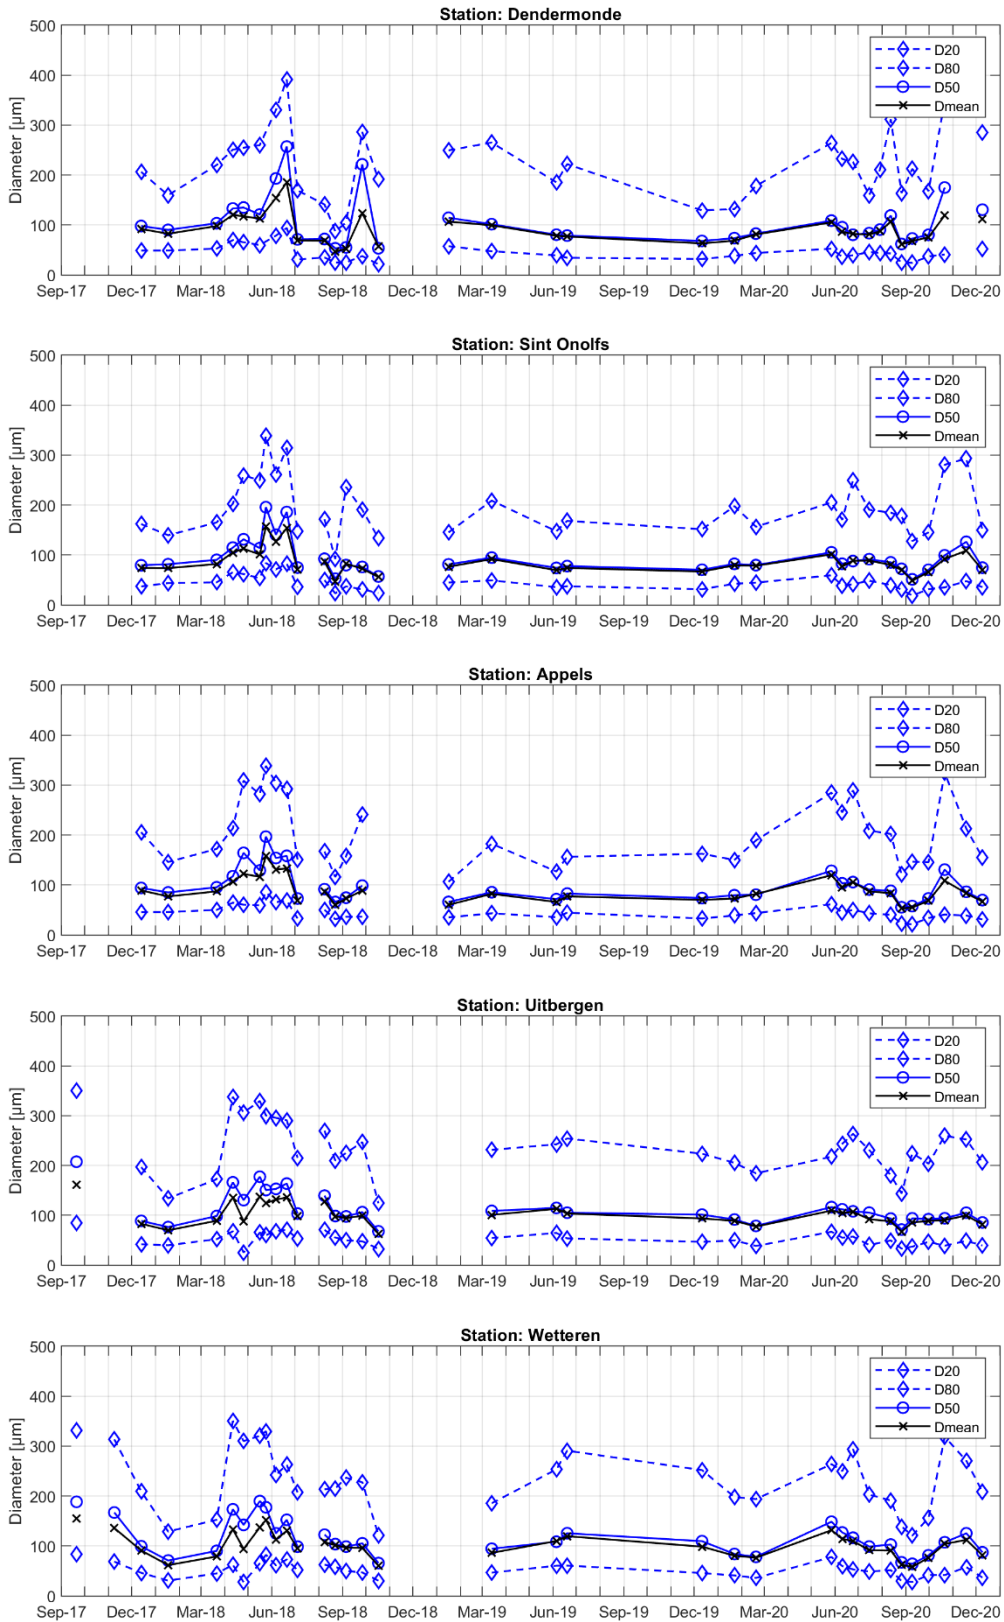 Station: Dendermonde
500
400
300
200
100
0
Diameter [µm]
D20
D80
D50
Dmean
Sep-17 Dec-17 Mar-18 Jun-18 Sep-18 Dec-18 Mar-19 Jun-19 Sep-19 Dec-19 Mar-20 Jun-20 Sep-20 Dec-20
Station: Sint Onolfs
500
400
300
200
100
0
Diameter [µm]
D20
D80
D50
Dmean
Sep-17 Dec-17 Mar-18 Jun-18 Sep-18 Dec-18 Mar-19 Jun-19 Sep-19 Dec-19 Mar-20 Jun-20 Sep-20 Dec-20
Station: Appels
500
400
300
200
100
0
Diameter [µm]
D20
D80
D50
Dmean
Sep-17 Dec-17 Mar-18 Jun-18 Sep-18 Dec-18 Mar-19 Jun-19 Sep-19 Dec-19 Mar-20 Jun-20 Sep-20 Dec-20
Station: Uitbergen
500
400
300
200
100
0
Diameter [µm]
D20
D80
D50
Dmean
Sep-17 Dec-17 Mar-18 Jun-18 Sep-18 Dec-18 Mar-19 Jun-19 Sep-19 Dec-19 Mar-20 Jun-20 Sep-20 Dec-20
Station: Wetteren
500
400
300
200
100
0
Diameter [µm]
D20
D80
D50
Dmean
Sep-17 Dec-17 Mar-18 Jun-18 Sep-18 Dec-18 Mar-19 Jun-19 Sep-19 Dec-19 Mar-20 Jun-20 Sep-20 Dec-20